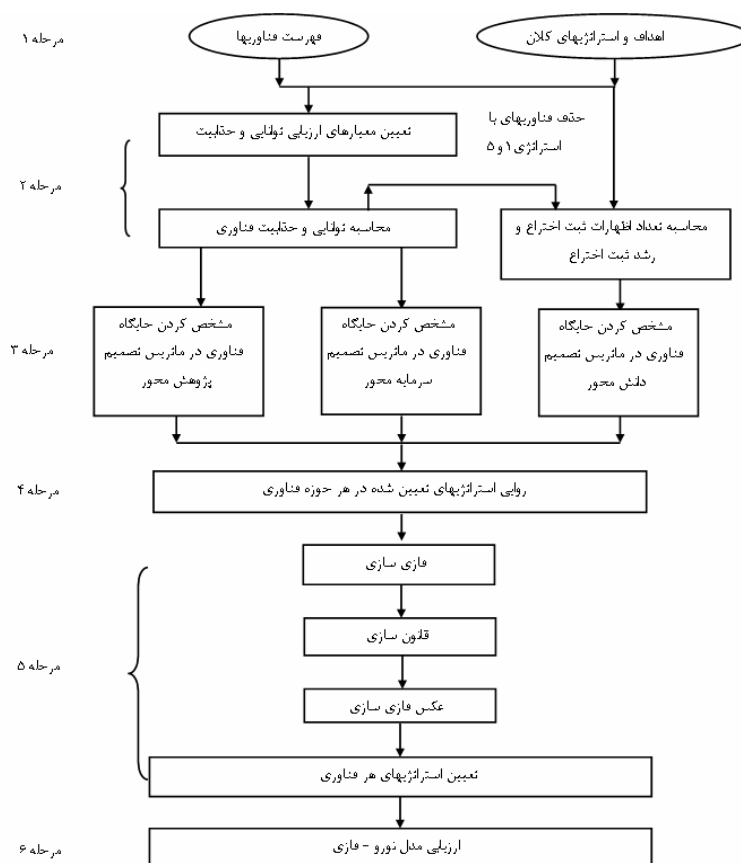 مرحله ۱
اهداف و استراتژیهای کلان
فهرست فناوریها
حذف فناوریهای با
استراتژی ۱ و ۵
تعیین معیارهای ارزیابی توانایی و جذابیت
مرحله ۲
محاسبه تعداد اظهارات ثبت اختراع و
رشد ثبت اختراع
محاسبه توانایی و جذابیت فناوری
مرحله ۳
مشخص کردن جایگاه
فناوری در ماتریس تصمیم
دانش محور
مشخص کردن جایگاه
فناوری در ماتریس تصمیم
سرمایه محور
مشخص کردن جایگاه
فناوری در ماتریس تصمیم
پژوهش محور
مرحله ۴
روایی استراتژیهای تعیین شده در هر حوزه فناوری
فازی سازی
قانون سازی
مرحله ۵
عکس فازی سازی
تعیین استراتژیهای هر فناوری
مرحله ۶
ارزیابی مدل نورو - فازی